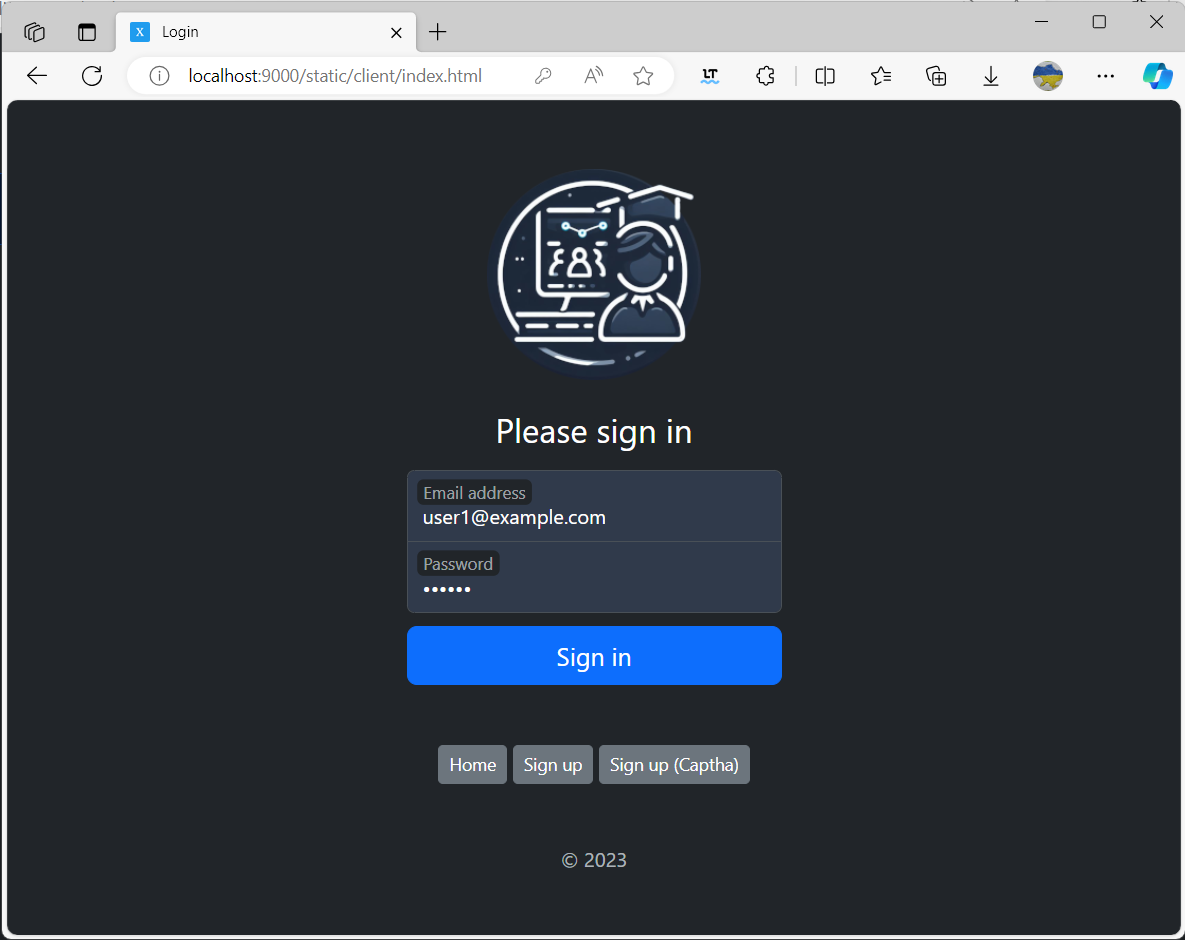 Login
localhost:9000/static/client/index.html
LT
Please sign in
Email address
user1@example.com
Password
••••••
Sign in
Home Sign up Sign up (Captha)
© 2023